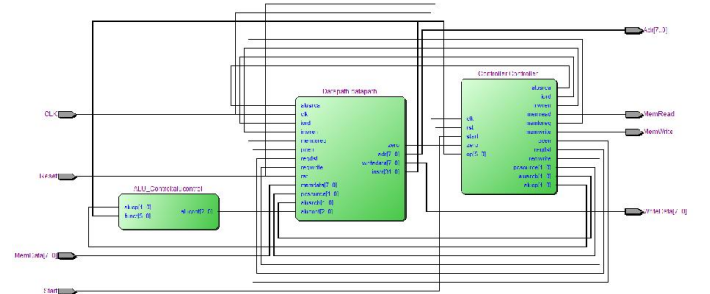 Adr[7..0]
Controller:Controller
Datapath:datapath
alusrca
iord
irwrite
memread
memtoreg
memwrite
pcen
regdst
regwrite
pcsource[1..0]
alusrcb[1..0]
aluop[1..0]
clk
rst
start
zero
op[5..0]
MemRead
MemWrite
alusrca
clk
iord
memtoreg
pcen
regdst
regwrite
rst
memdata[7..0]
pcsource[1..0]
alusrcb[1..0]
alucont[2..0]
zero
adr[7..0]
writedata[7..0]
instr[31..0]
CLK
Reset
aluop[1..0]
funct[5..0]
alucont[2..0]
WriteData[7..0]
MemData[7..0]
Start